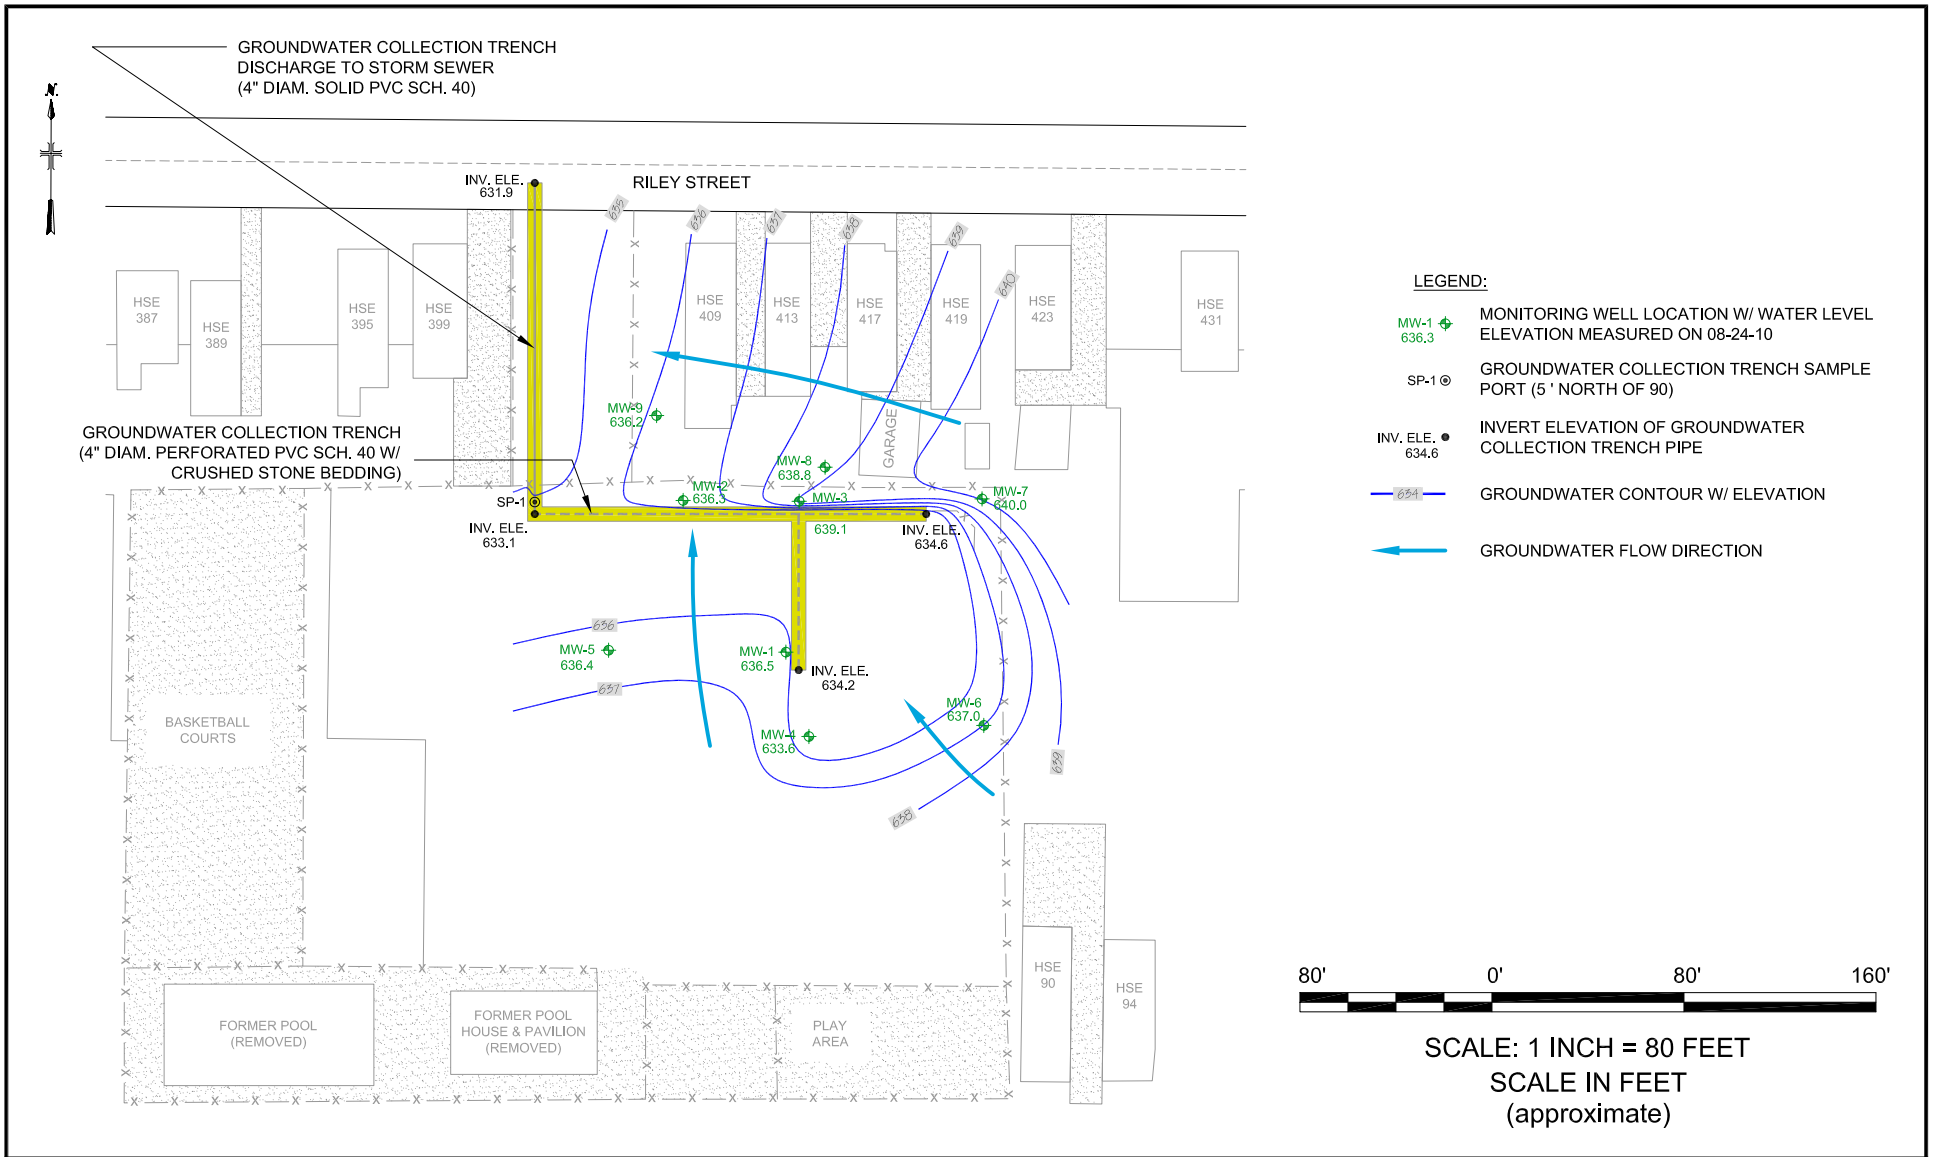 GROUNDWATER COLLECTION TRENCH
DISCHARGE TO STORM SEWER
(4" DIAM. SOLID PVC SCH. 40)
N.
INV. ELE.
631.9
RILEY STREET
635
636
637
638
639
640
HSE
387
HSE
389
HSE
395
HSE
399
HSE
409
HSE
413
HSE
417
HSE
419
HSE
423
HSE
431
GARAGE
MW-9
636.2
GROUNDWATER COLLECTION TRENCH
(4" DIAM. PERFORATED PVC SCH. 40 W/
CRUSHED STONE BEDDING)
MW-8
638.8
MW-2
636.3
MW-3
639.1
MW-7
640.0
SP-1
INV. ELE.
633.1
INV. ELE.
634.6
636
MW-5
636.4
MW-1
636.5
INV. ELE.
634.2
637
MW-6
637.0
MW-4
633.6
639
638
BASKETBALL
COURTS
FORMER POOL
(REMOVED)
FORMER POOL
HOUSE & PAVILION
(REMOVED)
PLAY
AREA
HSE
90
HSE
94
LEGEND:
MW-1
636.3
MONITORING WELL LOCATION W/ WATER LEVEL
ELEVATION MEASURED ON 08-24-10
SP-1
GROUNDWATER COLLECTION TRENCH SAMPLE
PORT (5 ' NORTH OF 90)
INV. ELE.
634.6
INVERT ELEVATION OF GROUNDWATER
COLLECTION TRENCH PIPE
634
GROUNDWATER CONTOUR W/ ELEVATION
GROUNDWATER FLOW DIRECTION
80' 0' 80' 160'
SCALE: 1 INCH = 80 FEET
SCALE IN FEET
(approximate)